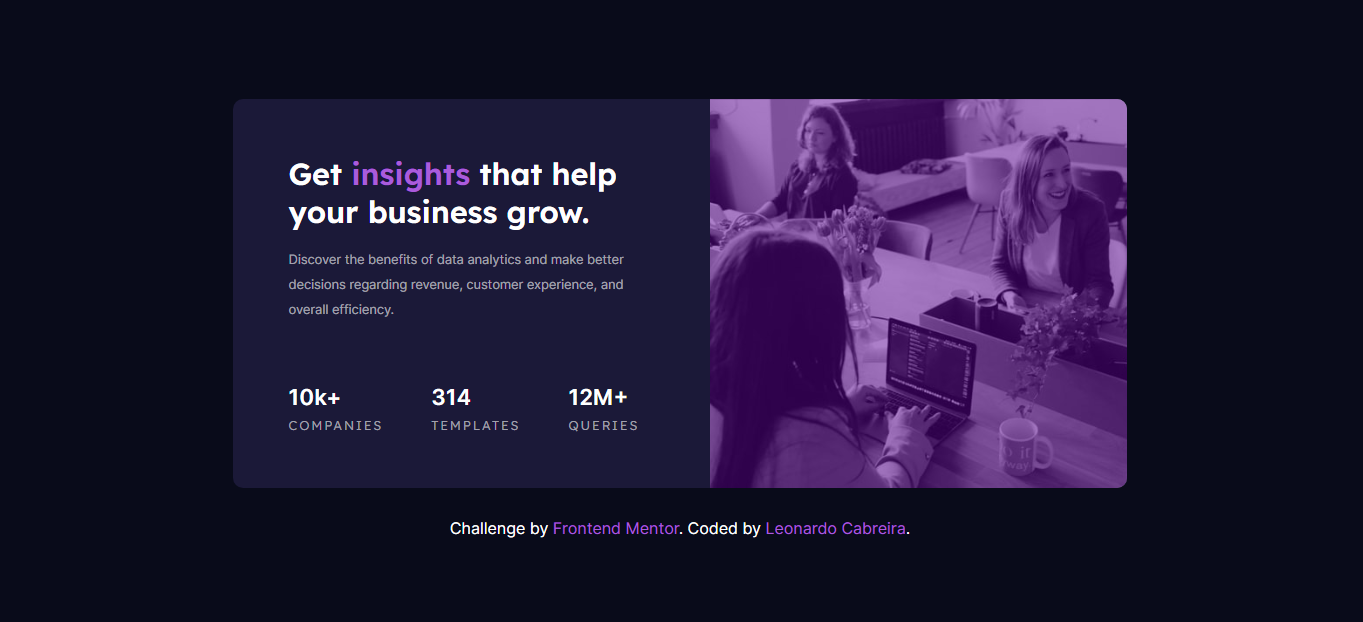 Get insights that help
your business grow.
Discover the benefits of data analytics and make better
decisions regarding revenue, customer experience, and
overall efficiency.
10k+ 314 12M+
COMPANIES TEMPLATES QUERIES
Challenge by Frontend Mentor. Coded by Leonardo Cabreira.